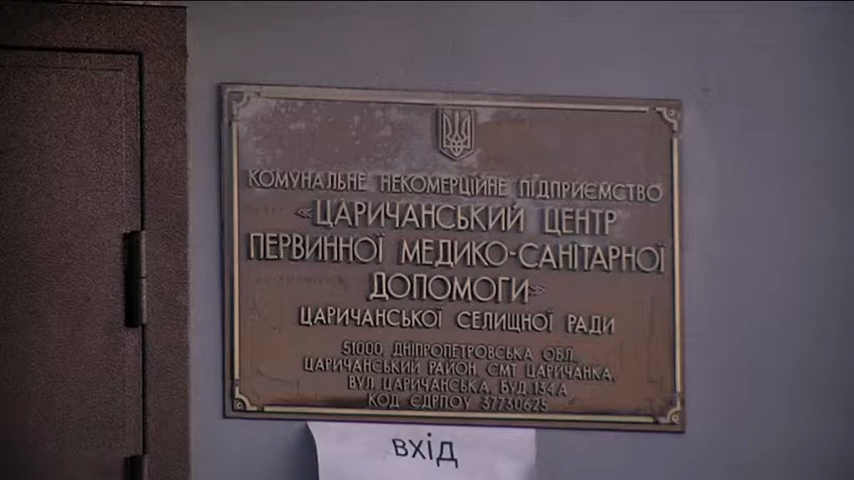 КОМУНАЛЬНЕ НЕКОМЕРЦІЙНЕ ПІДПРИЄМСТВО
«ЦАРИЧАНСЬКИЙ ЦЕНТР
ПЕРВИННОЇ МЕДИКО-САНІТАРНОЇ
ДОПОМОГИ»
ЦАРИЧАНСЬКОЇ СЕЛИЩНОЇ РАДИ
51000, ДНІПРОПЕТРОВСЬКА ОБЛ.,
ЦАРИЧАНСЬКИЙ РАЙОН, СМТ ЦАРИЧАНКА,
ВУЛ. ЦАРИЧАНСЬКА, БУД. 134 А
КОД ЄДРПОУ 37730625
ВХІД